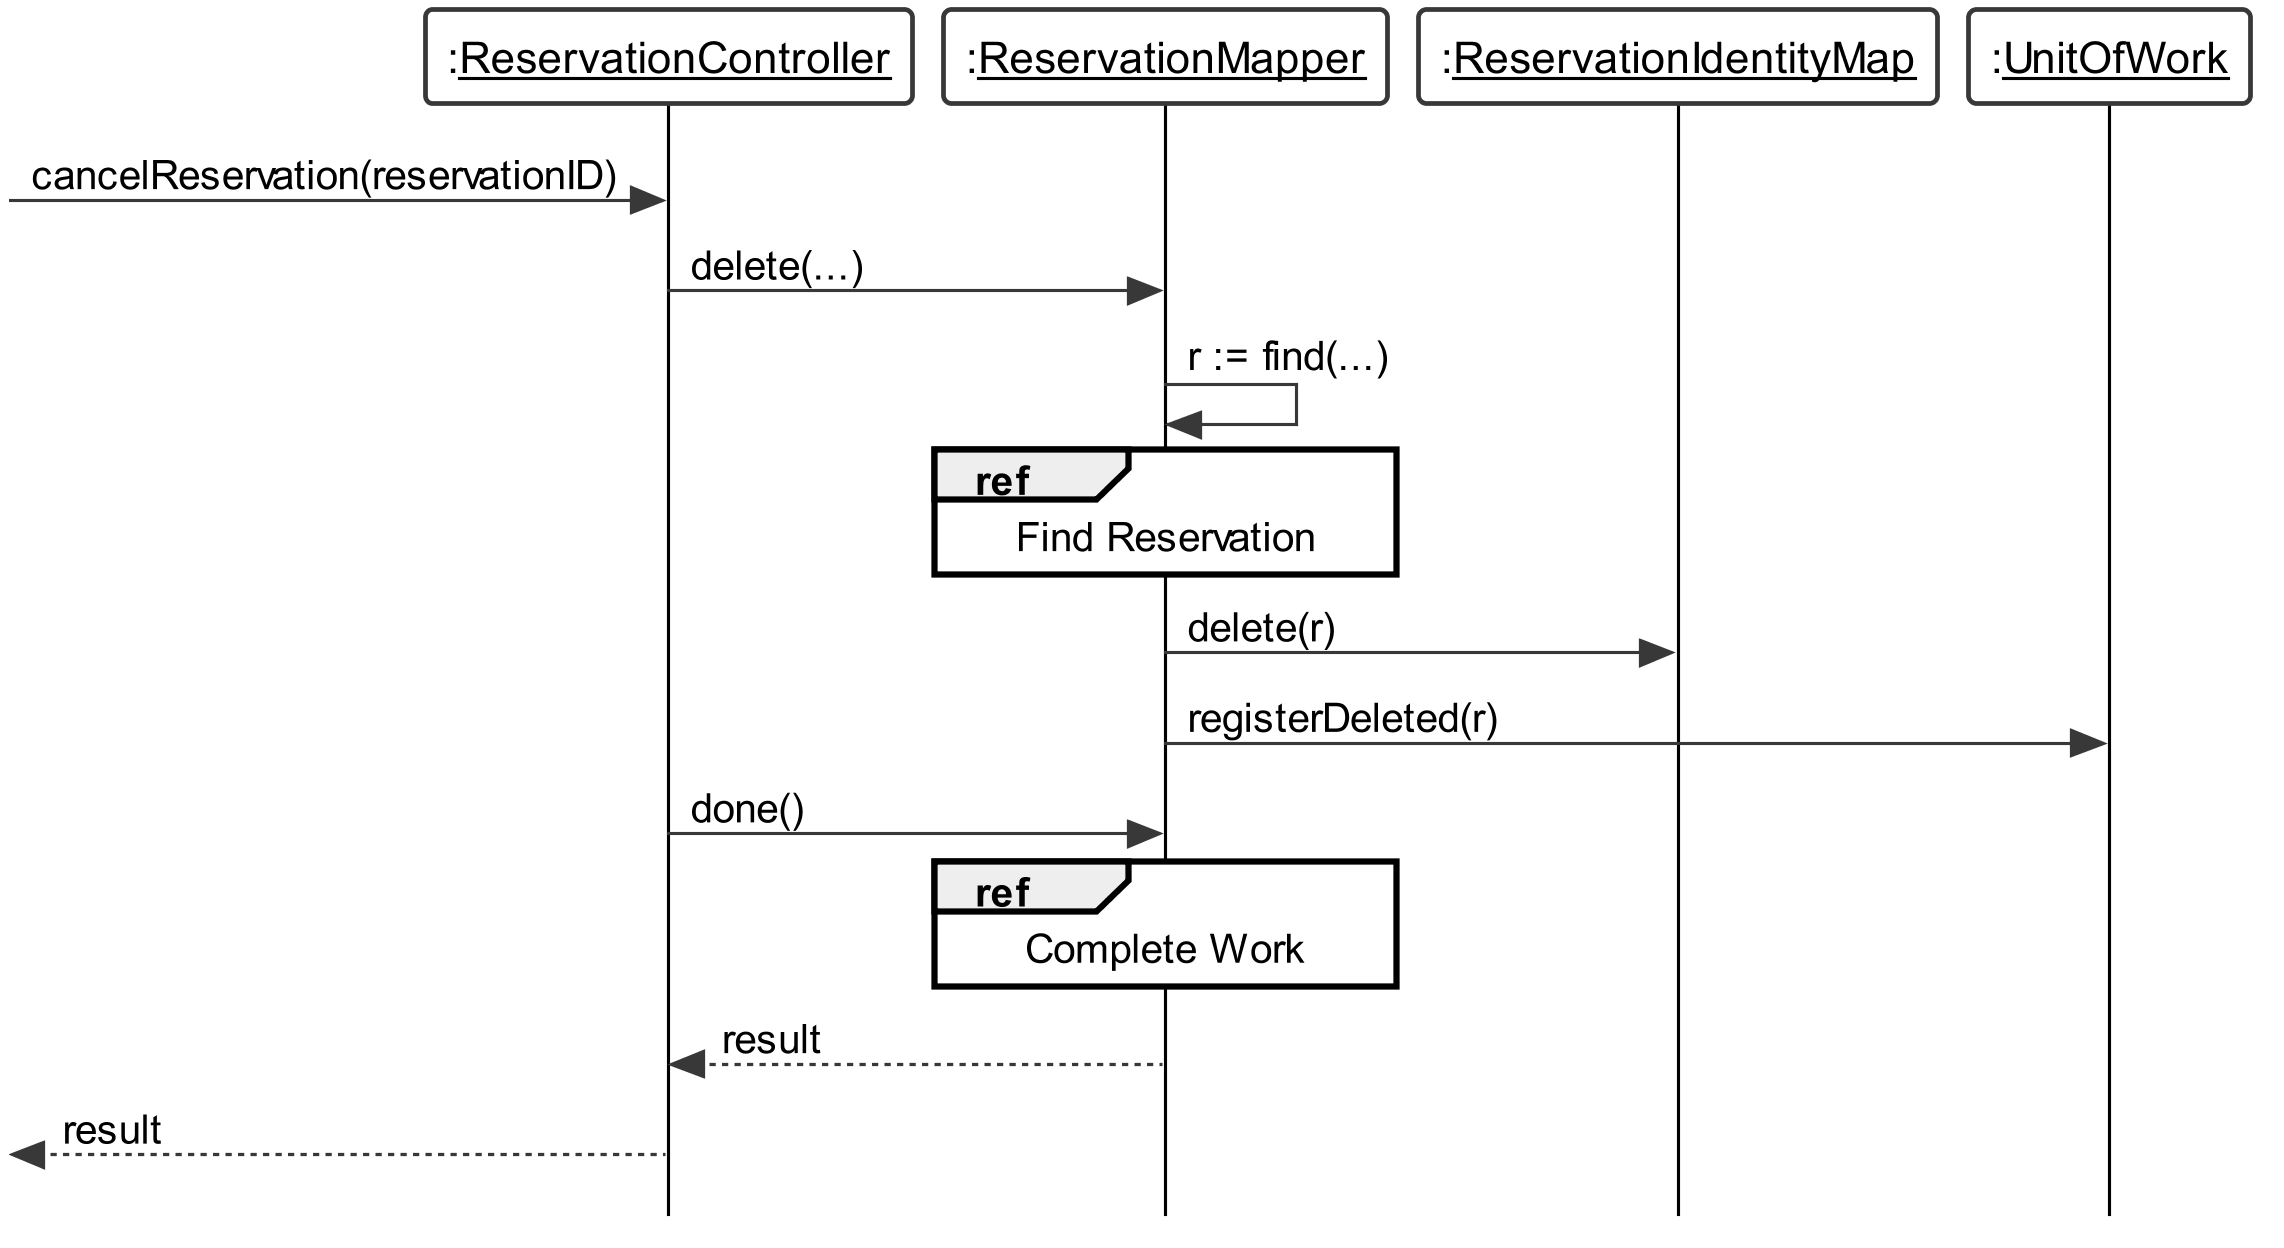 :ReservationController
:ReservationMapper
:ReservationIdentityMap
:UnitOfWork
cancelReservation(reservationID)
delete(...)
r := find(...)
ref
Find Reservation
delete(r)
registerDeleted(r)
done()
ref
Complete Work
result
result